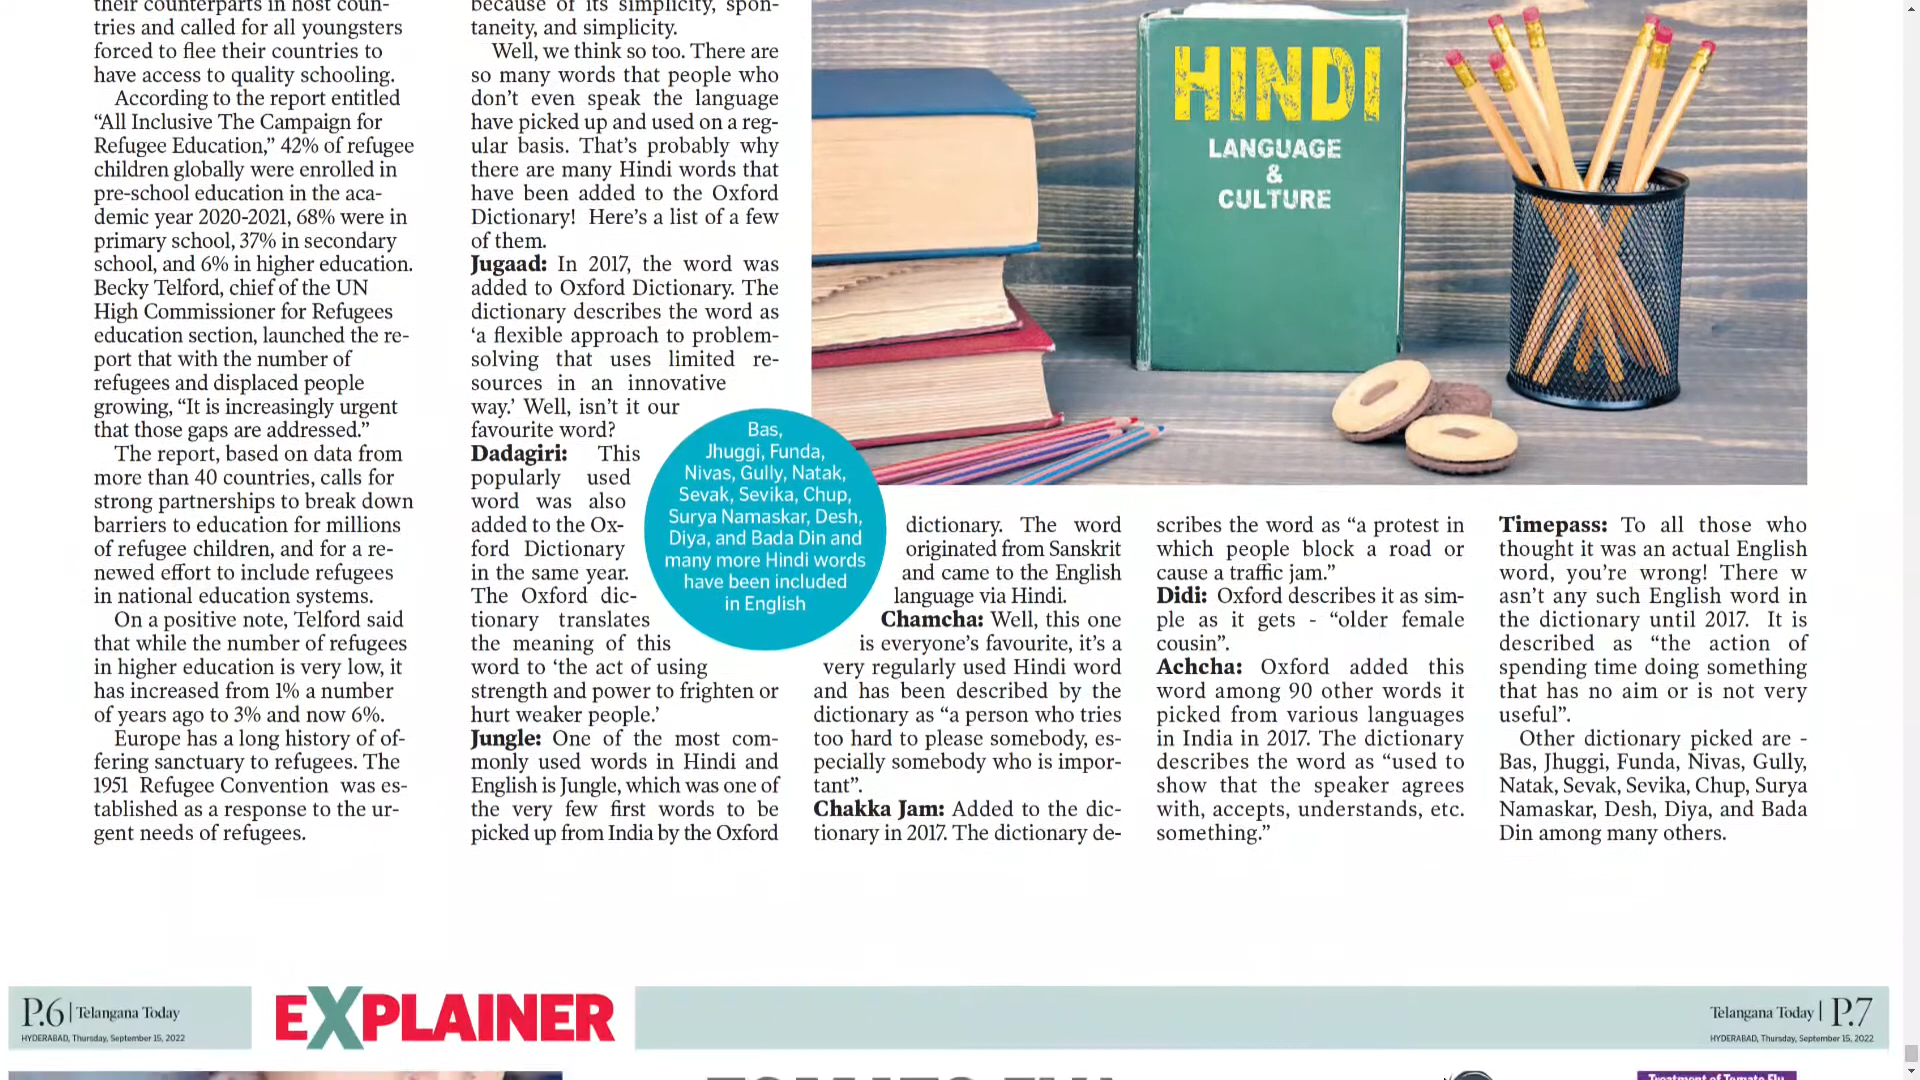 their counterparts in host coun-
tries and called for all youngsters
forced to flee their countries to
have access to quality schooling.
According to the report entitled
“All Inclusive The Campaign for
Refugee Education,” 42% of refugee
children globally were enrolled in
pre-school education in the aca-
demic year 2020-2021, 68% were in
primary school, 37% in secondary
school, and 6% in higher education.
Becky Telford, chief of the UN
High Commissioner for Refugees
education section, launched the re-
port that with the number of
refugees and displaced people
growing, “It is increasingly urgent
that those gaps are addressed.”
The report, based on data from
more than 40 countries, calls for
strong partnerships to break down
barriers to education for millions
of refugee children, and for a re-
newed effort to include refugees
in national education systems.
On a positive note, Telford said
that while the number of refugees
in higher education is very low, it
has increased from 1% a number
of years ago to 3% and now 6%.
Europe has a long history of of-
fering sanctuary to refugees. The
1951 Refugee Convention was es-
tablished as a response to the ur-
gent needs of refugees.
because of its simplicity, spon-
taneity, and simplicity.
Well, we think so too. There are
so many words that people who
don’t even speak the language
have picked up and used on a reg-
ular basis. That’s probably why
there are many Hindi words that
have been added to the Oxford
Dictionary! Here’s a list of a few
of them.
Jugaad: In 2017, the word was
added to Oxford Dictionary. The
dictionary describes the word as
‘a flexible approach to problem-
solving that uses limited re-
sources in an innovative
way.’ Well, isn’t it our
favourite word?
Dadagiri: This
popularly used
word was also
added to the Ox-
ford Dictionary
in the same year.
The Oxford dic-
tionary translates
the meaning of this
word to ‘the act of using
strength and power to frighten or
hurt weaker people.’
Jungle: One of the most com-
monly used words in Hindi and
English is Jungle, which was one of
the very few first words to be
picked up from India by the Oxford
Bas,
Jhuggi, Funda,
Nivas, Gully, Natak,
Sevak, Sevika, Chup,
Surya Namaskar, Desh,
Diya, and Bada Din and
many more Hindi words
have been included
in English
HINDI
LANGUAGE
&
CULTURE
dictionary. The word
originated from Sanskrit
and came to the English
language via Hindi.
Chamcha: Well, this one
is everyone’s favourite, it’s a
very regularly used Hindi word
and has been described by the
dictionary as “a person who tries
too hard to please somebody, es-
pecially somebody who is impor-
tant”.
Chakka Jam: Added to the dic-
tionary in 2017. The dictionary de-
scribes the word as “a protest in
which people block a road or
cause a traffic jam.”
Didi: Oxford describes it as sim-
ple as it gets - “older female
cousin”.
Achcha: Oxford added this
word among 90 other words it
picked from various languages
in India in 2017. The dictionary
describes the word as “used to
show that the speaker agrees
with, accepts, understands, etc.
something.”
Timepass: To all those who
thought it was an actual English
word, you’re wrong! There w
asn’t any such English word in
the dictionary until 2017. It is
described as “the action of
spending time doing something
that has no aim or is not very
useful”.
Other dictionary picked are -
Bas, Jhuggi, Funda, Nivas, Gully,
Natak, Sevak, Sevika, Chup, Surya
Namaskar, Desh, Diya, and Bada
Din among many others.
P.6 | Telangana Today
HYDERABAD, Thursday, September 15, 2022
EXPLAINER
Telangana Today | P.7
HYDERABAD, Thursday, September 15, 2022
Treatment of Tomato Flu